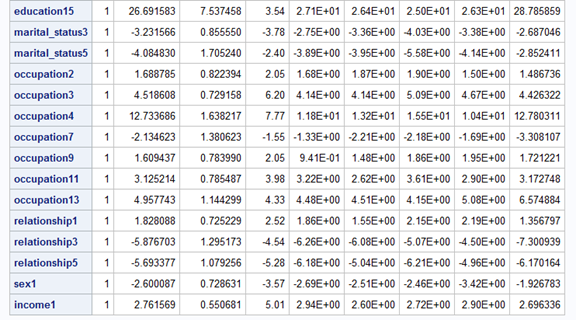 education15 1 26.691583 7.537458 3.54 2.71E+01 2.64E+01 2.50E+01 2.63E+01 28.785859
marital_status3 1 -3.231566 0.855550 -3.78 -2.75E+00 -3.36E+00 -4.03E+00 -3.38E+00 -2.687046
marital_status5 1 -4.084830 1.705240 -2.40 -3.89E+00 -3.95E+00 -5.58E+00 -4.14E+00 -2.852411
occupation2 1 1.688785 0.822394 2.05 1.68E+00 1.87E+00 1.90E+00 1.50E+00 1.486736
occupation3 1 4.518608 0.729158 6.20 4.14E+00 4.14E+00 5.09E+00 4.67E+00 4.426322
occupation4 1 12.733686 1.638217 7.77 1.18E+01 1.32E+01 1.55E+01 1.04E+01 12.780311
occupation7 1 -2.134623 1.380623 -1.55 -1.33E+00 -2.21E+00 -2.18E+00 -1.69E+00 -3.308107
occupation9 1 1.609437 0.783990 2.05 9.41E-01 1.48E+00 1.86E+00 1.95E+00 1.721221
occupation11 1 3.125214 0.785487 3.98 3.22E+00 2.62E+00 3.61E+00 2.90E+00 3.172748
occupation13 1 4.957743 1.144299 4.33 4.48E+00 4.51E+00 4.15E+00 5.08E+00 6.574884
relationship1 1 1.828088 0.725229 2.52 1.86E+00 1.55E+00 2.15E+00 2.19E+00 1.356797
relationship3 1 -5.876703 1.295173 -4.54 -6.26E+00 -6.08E+00 -5.07E+00 -4.50E+00 -7.300939
relationship5 1 -5.693377 1.079256 -5.28 -6.18E+00 -5.04E+00 -6.21E+00 -4.96E+00 -6.170164
sex1 1 -2.600087 0.728631 -3.57 -2.69E+00 -2.51E+00 -2.46E+00 -3.42E+00 -1.926783
income1 1 2.761569 0.550681 5.01 2.94E+00 2.60E+00 2.72E+00 2.90E+00 2.696336